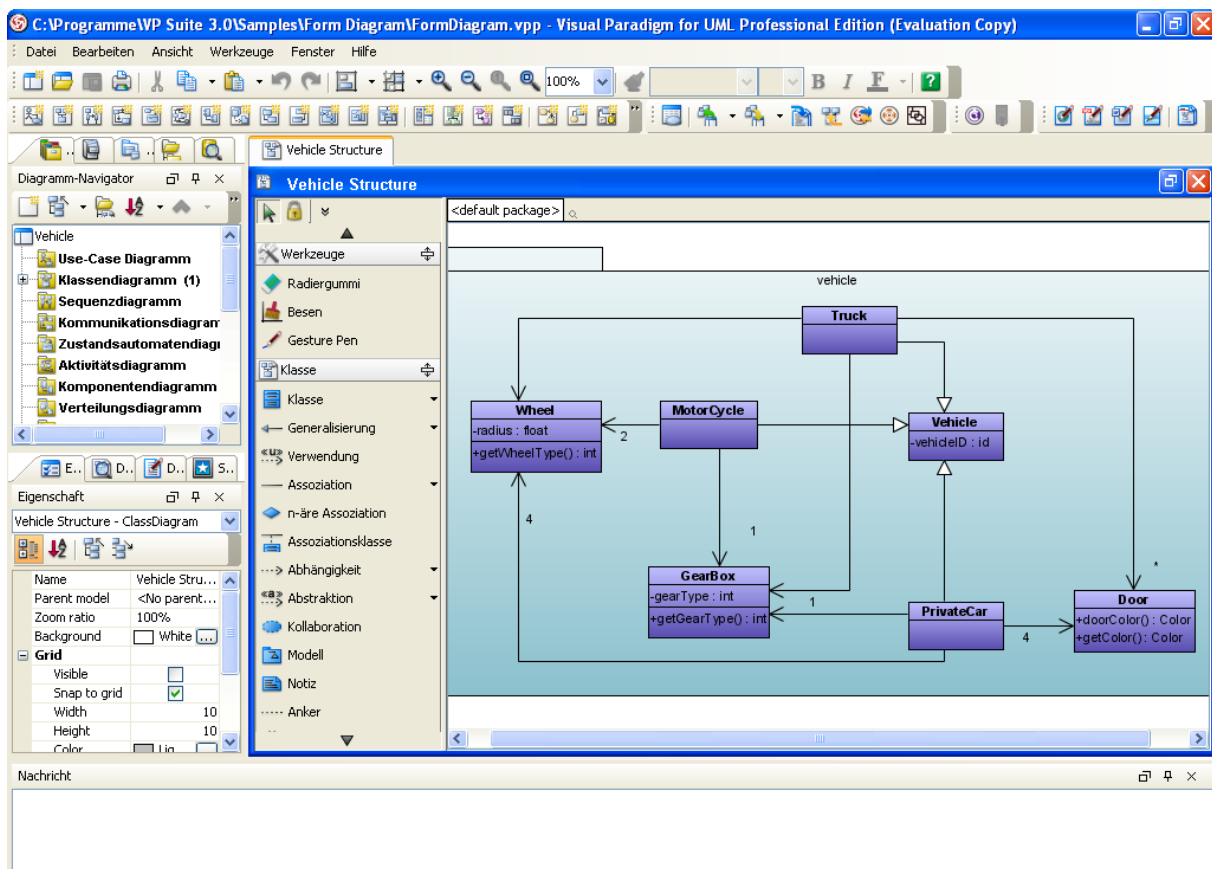 C:\Programme\VP Suite 3.0\Samples\Form Diagram\FormDiagram.vpp - Visual Paradigm for UML Professional Edition (Evaluation Copy)
Datei Bearbeiten Ansicht Werkzeuge Fenster Hilfe
100%
B I F
Vehicle Structure
Diagramm-Navigator
Vehicle
Use-Case Diagramm
Klassendiagramm (1)
Sequenzdiagramm
Kommunikationsdiagram
Zustandsautomatendiagi
Aktivitätsdiagramm
Komponentendiagramm
Verteilungsdiagramm
E.. D.. D.. S..
Eigenschaft
Vehicle Structure - ClassDiagram
Name Vehicle Stru...
Parent model <No parent...
Zoom ratio 100%
Background White ...
Grid
Visible
Snap to grid
Width 10
Height 10
Color Lig
Vehicle Structure
Werkzeuge
Radiergummi
Besen
Gesture Pen
Klasse
Klasse
Generalisierung
Verwendung
Assoziation
n-äre Assoziation
Assoziationsklasse
Abhängigkeit
Abstraktion
Kollaboration
Modell
Notiz
Anker
<default package>
vehicle
Truck
Wheel
-radius : float
+getWheelType() : int
MotorCycle
2
Vehicle
-vehicleID : id
4
1
GearBox
-gearType : int
+getGearType() : int
1
PrivateCar
4
*
Door
+doorColor() : Color
+getColor() : Color
Nachricht